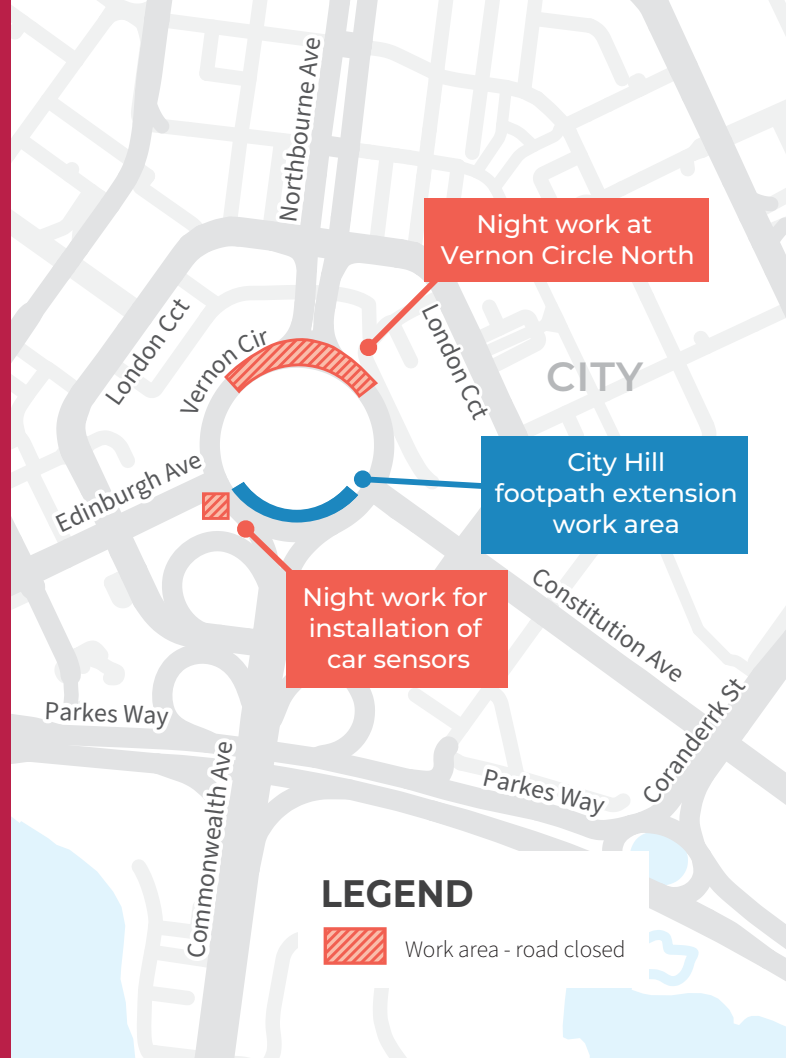 Northbourne Ave
Night work at
Vernon Circle North
London Cct
Vernon Cir
London Cct
CITY
City Hill
footpath extension
work area
Edinburgh Ave
Night work for
installation of
car sensors
Constitution Ave
Parkes Way
Coranderrk St
Commonwealth Ave
Parkes Way
LEGEND
Work area - road closed